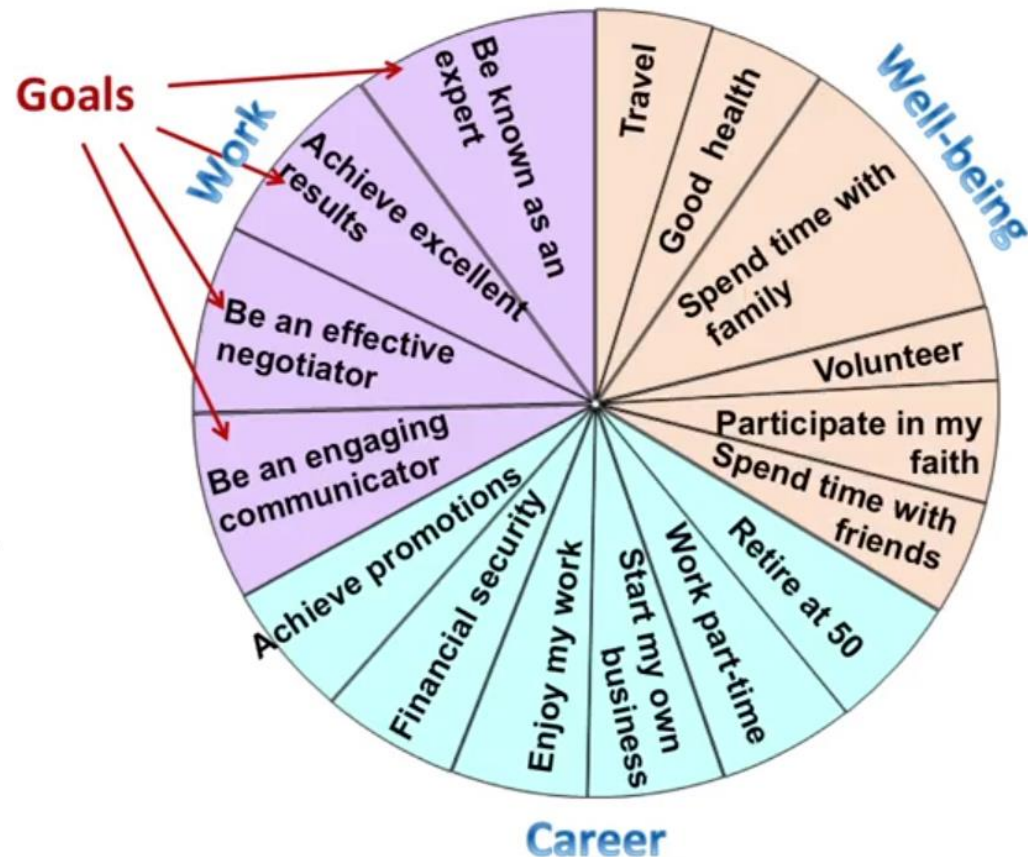 Goals
Work
Well-being
Career
Be known as an
expert
Achieve excellent
results
Be an effective
negotiator
Be an engaging
communicator
Travel
Good health
Spend time with
family
Volunteer
Participate in my
faith
Spend time with
friends
Retire at 50
Work part-time
Start my own
business
Enjoy my work
Financial security
Achieve promotions